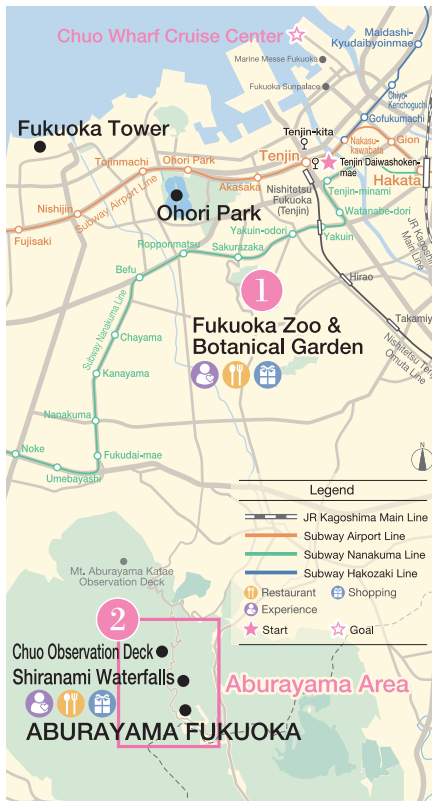 Chuo Wharf Cruise Center
Maidashi-
Kyudaibyoinmae
Marine Messe Fukuoka
Fukuoka Sunpalace
Chiyo-
Kenchoguchi
Gofukumachi
Fukuoka Tower
Tenjin-kita
Nakasu-
kawabata
Gion
Tojinmachi
Ohori Park
Tenjin
Tenjin Daiwashoken-
mae
Hakata
Akasaka
Nishitetsu
Fukuoka
(Tenjin)
Tenjin-minami
Nishijin
Subway Airport Line
Ohori Park
Watanabe-dori
Fujisaki
Yakuin-odori
Yakuin
JR Kagoshima
Main Line
Ropponmatsu
Sakurazaka
Befu
1
Hirao
Subway Nanakuma Line
Fukuoka Zoo &
Botanical Garden
Takamiya
Chayama
Nishitetsu Tenjin
Omuta Line
Kanayama
Nanakuma
Noke
Fukudai-mae
Umebayashi
N
Legend
JR Kagoshima Main Line
Subway Airport Line
Subway Nanakuma Line
Subway Hakozaki Line
Restaurant
Shopping
Experience
Start
Goal
Mt. Aburayama Katae
Observation Deck
2
Chuo Observation Deck
Shiranami Waterfalls
Aburayama Area
ABURAYAMA FUKUOKA